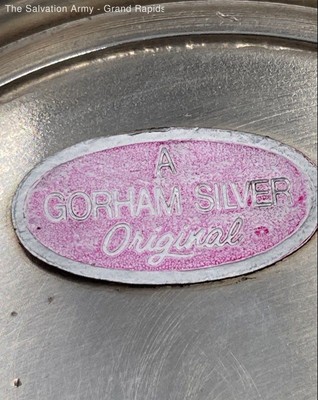 The Salvation Army - Grand Rapids
A
GORHAM SILVER
Original